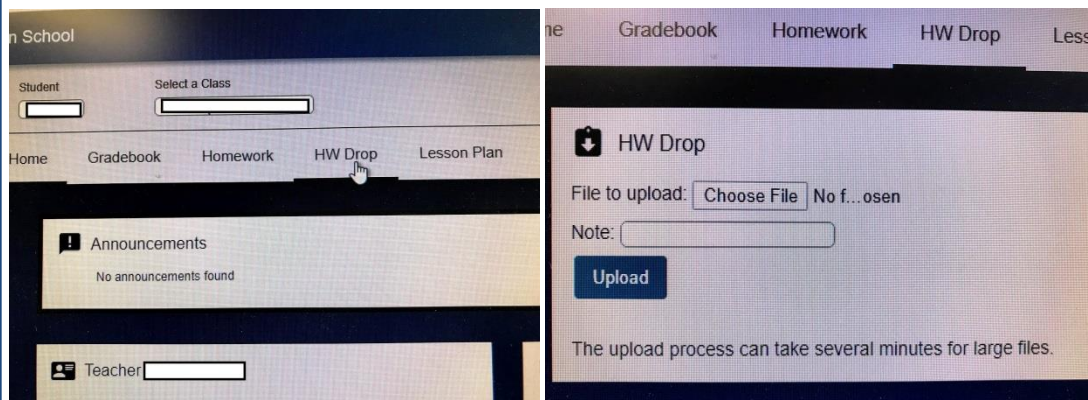 n School
Student
Select a Class
Home Gradebook Homework HW Drop Lesson Plan
Announcements
No announcements found
Teacher
ne Gradebook Homework HW Drop Less
HW Drop
File to upload: Choose File No f...osen
Note:
Upload
The upload process can take several minutes for large files.